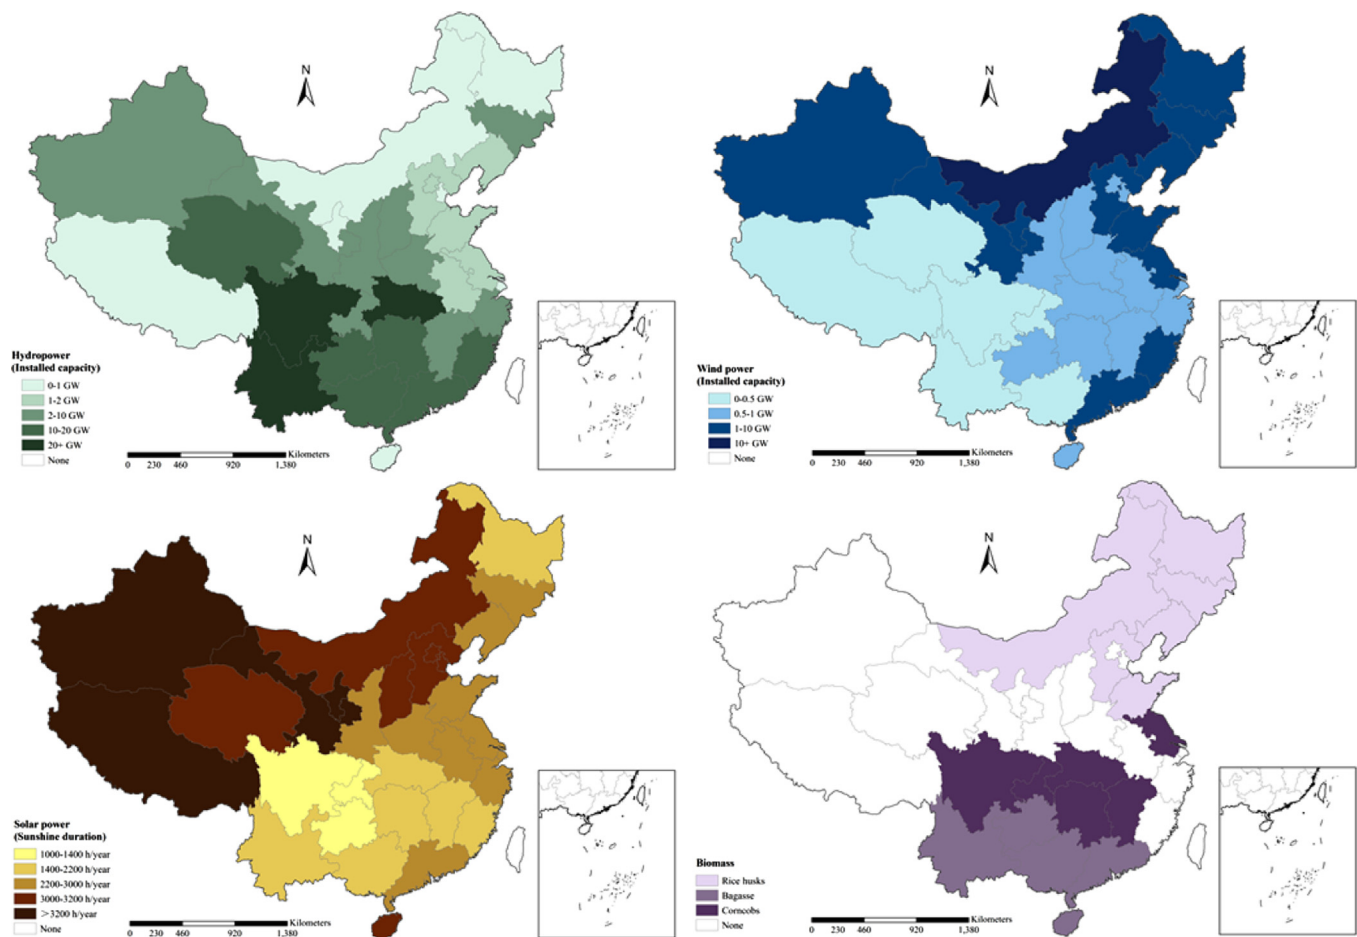 N
Hydropower
(Installed capacity)
0-1 GW
1-2 GW
2-10 GW
10-20 GW
20+ GW
None
Kilometers
0 230 460 920 1,380
N
Wind power
(Installed capacity)
0-0.5 GW
0.5-1 GW
1-10 GW
10+ GW
None
Kilometers
0 230 460 920 1,380
N
Solar power
(Sunshine duration)
1000-1400 h/year
1400-2200 h/year
2200-3000 h/year
3000-3200 h/year
>3200 h/year
None
Kilometers
0 230 460 920 1,380
N
Biomass
Rice husks
Bagasse
Corncobs
None
Kilometers
0 230 460 920 1,380